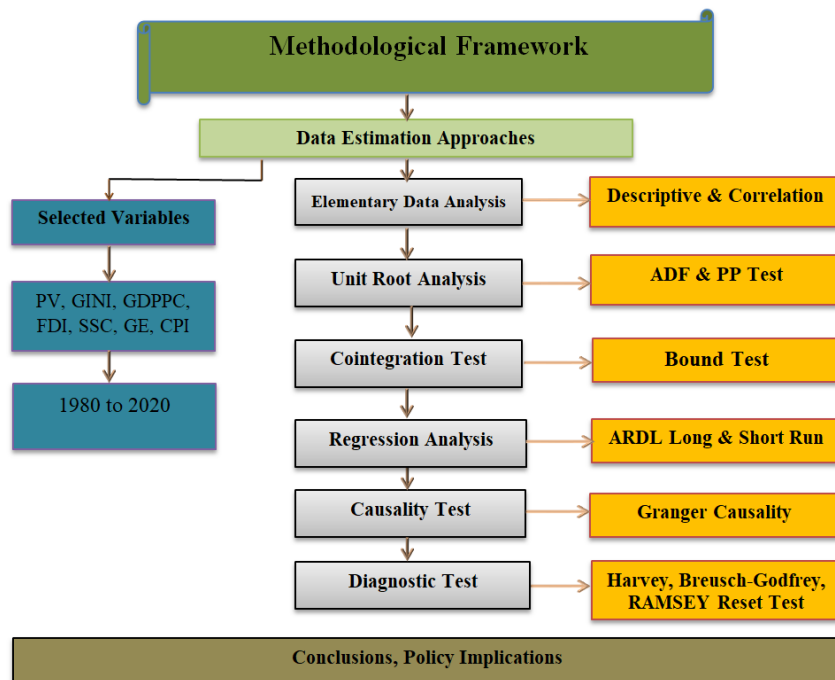 Methodological Framework
Data Estimation Approaches
Selected Variables
PV, GINI, GDPPC,
FDI, SSC, GE, CPI
1980 to 2020
Elementary Data Analysis
Descriptive & Correlation
Unit Root Analysis
ADF & PP Test
Cointegration Test
Bound Test
Regression Analysis
ARDL Long & Short Run
Causality Test
Granger Causality
Diagnostic Test
Harvey, Breusch-Godfrey,
RAMSEY Reset Test
Conclusions, Policy Implications